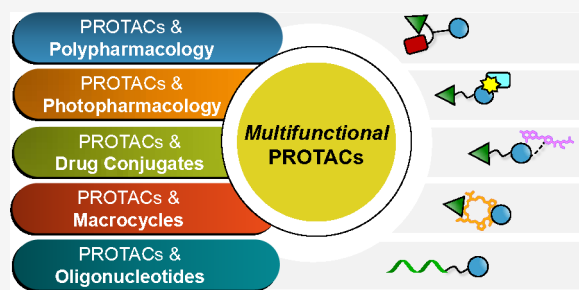 PROTACs &
Polypharmacology
PROTACs &
Photopharmacology
PROTACs &
Drug Conjugates
PROTACs &
Macrocycles
PROTACs &
Oligonucleotides
Multifunctional
PROTACs